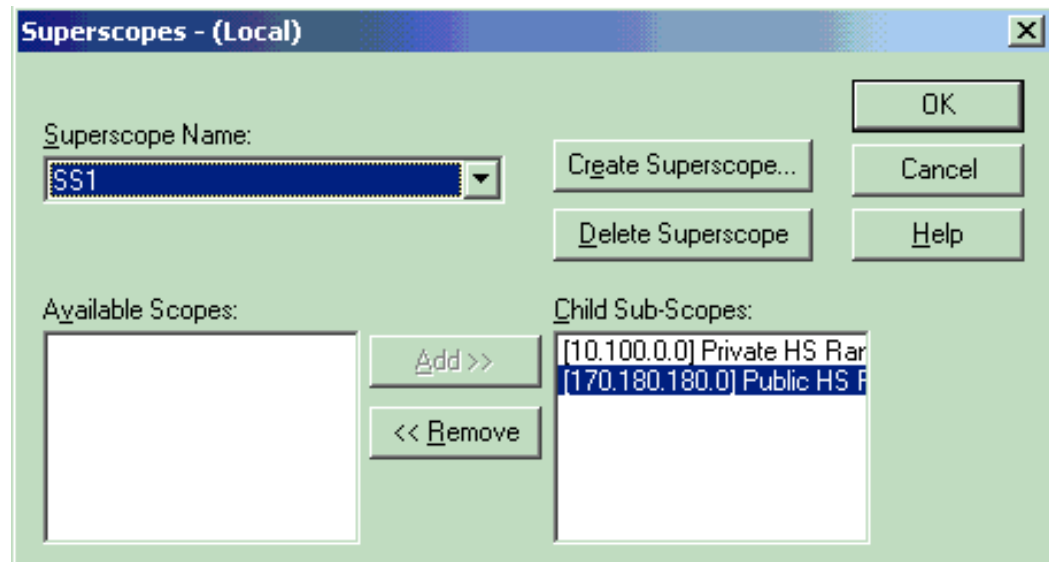 Superscopes - (Local)
Superscope Name:
SS1
Create Superscope...
Delete Superscope
OK
Cancel
Help
Available Scopes:
Add >>
<< Remove
Child Sub-Scopes:
[10.100.0.0] Private HS Rar
[170.180.180.0] Public HS F